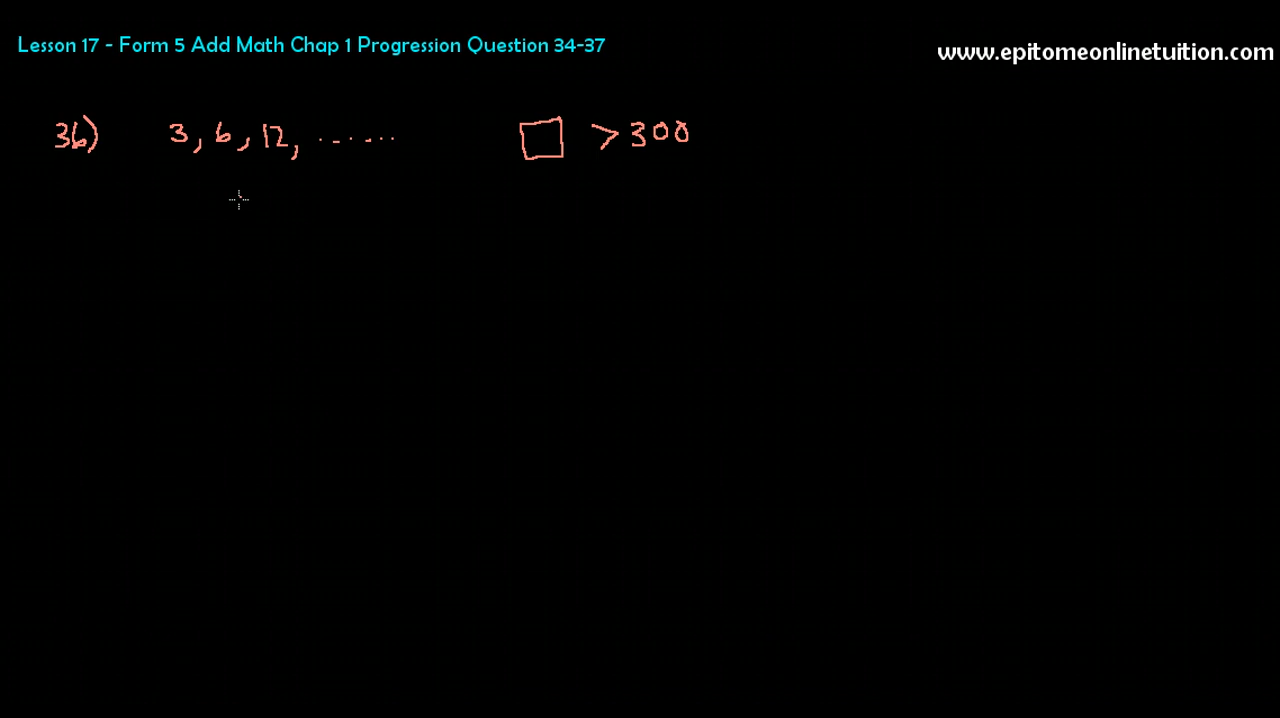 Lesson 17 - Form 5 Add Math Chap 1 Progression Question 34-37
www.epitomeonlinetuition.com
36) 3, 6, 12, ....... □ > 300